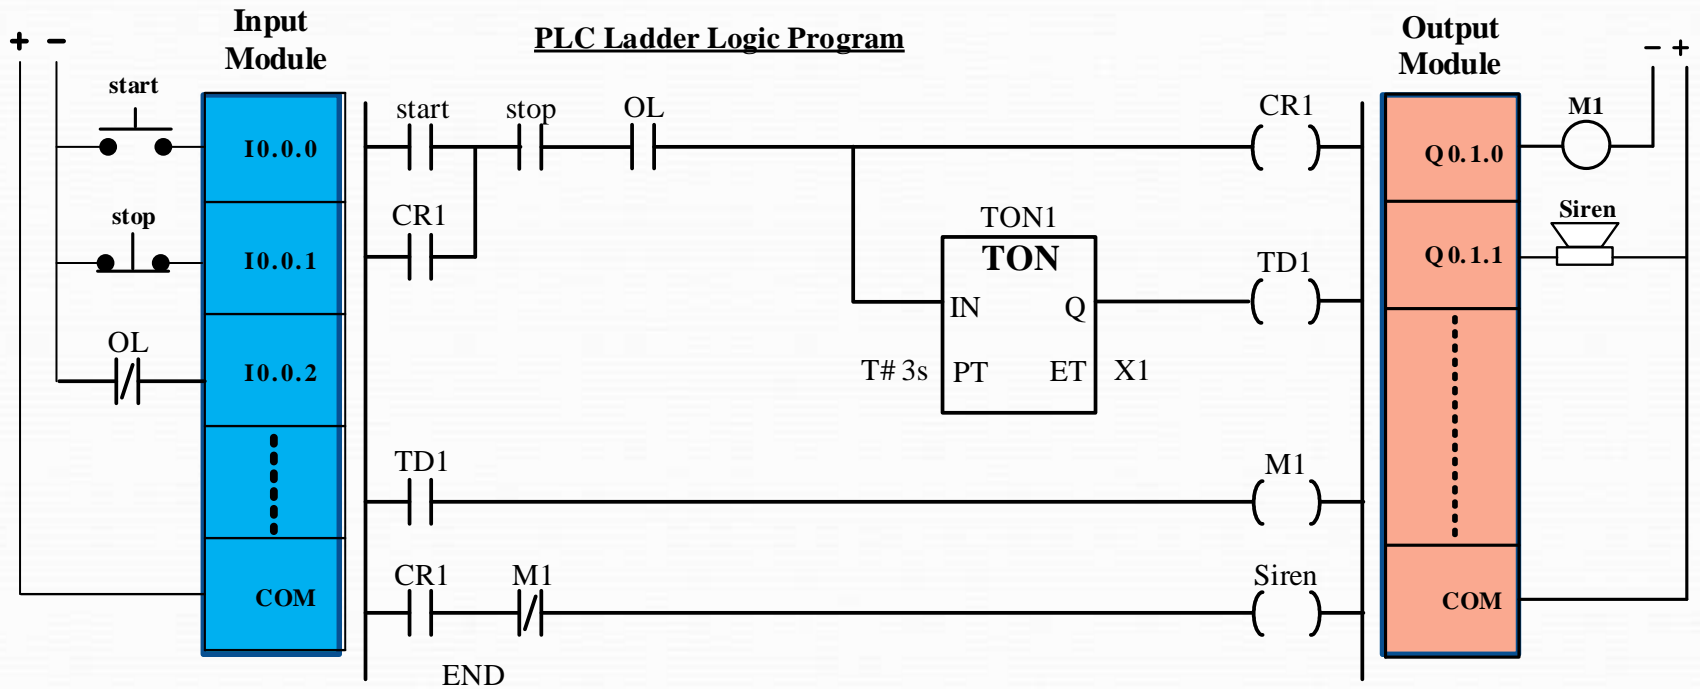 PLC Ladder Logic Program
+ −
Input
Module
start
I0.0.0
stop
I0.0.1
OL
I0.0.2
COM
start
stop
OL
CR1
CR1
TON1
TON
IN
Q
TD1
T# 3s
PT
ET
X1
TD1
M1
CR1
M1
Siren
END
Output
Module
− +
Q0.1.0
M1
Q0.1.1
Siren
COM